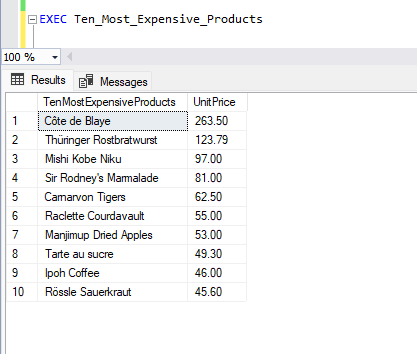 EXEC Ten_Most_Expensive_Products
100 %
Results Messages
TenMostExpensiveProducts UnitPrice
1 Côte de Blaye 263.50
2 Thüringer Rostbratwurst 123.79
3 Mishi Kobe Niku 97.00
4 Sir Rodney's Marmalade 81.00
5 Carnarvon Tigers 62.50
6 Raclette Courdavault 55.00
7 Manjimup Dried Apples 53.00
8 Tarte au sucre 49.30
9 Ipoh Coffee 46.00
10 Rössle Sauerkraut 45.60